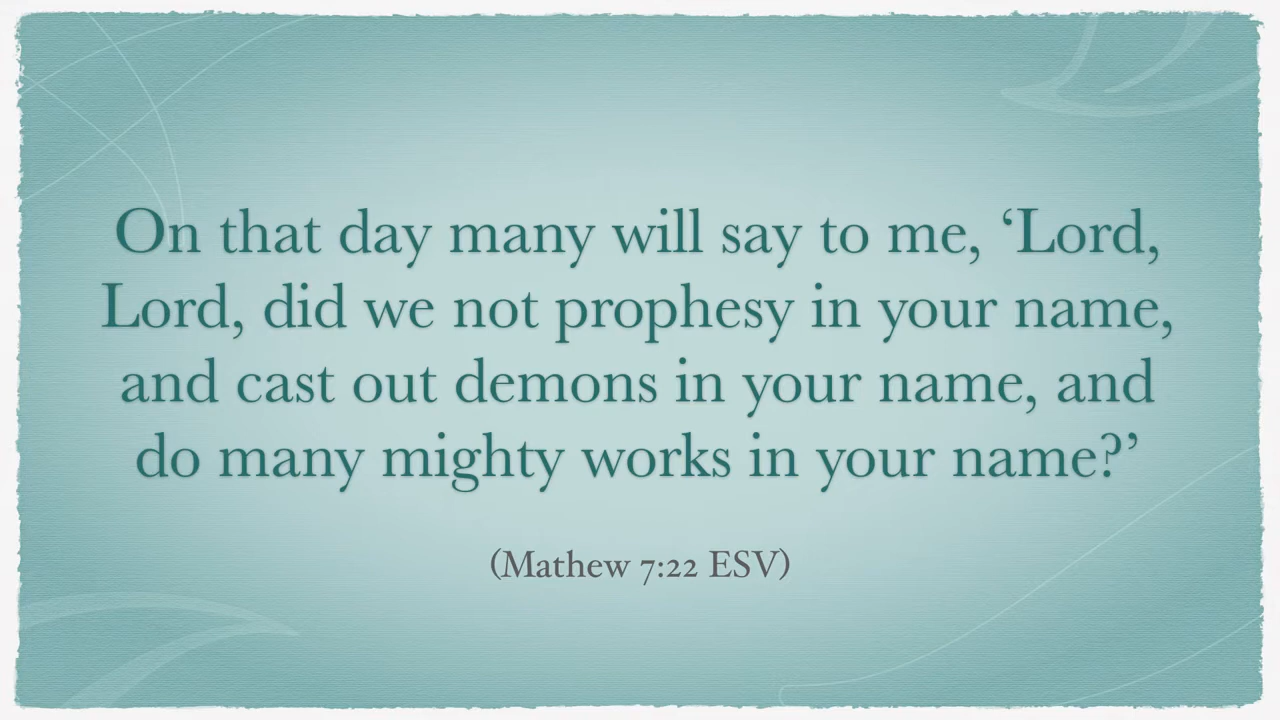 On that day many will say to me, ‘Lord,
Lord, did we not prophesy in your name,
and cast out demons in your name, and
do many mighty works in your name?’
(Mathew 7:22 ESV)